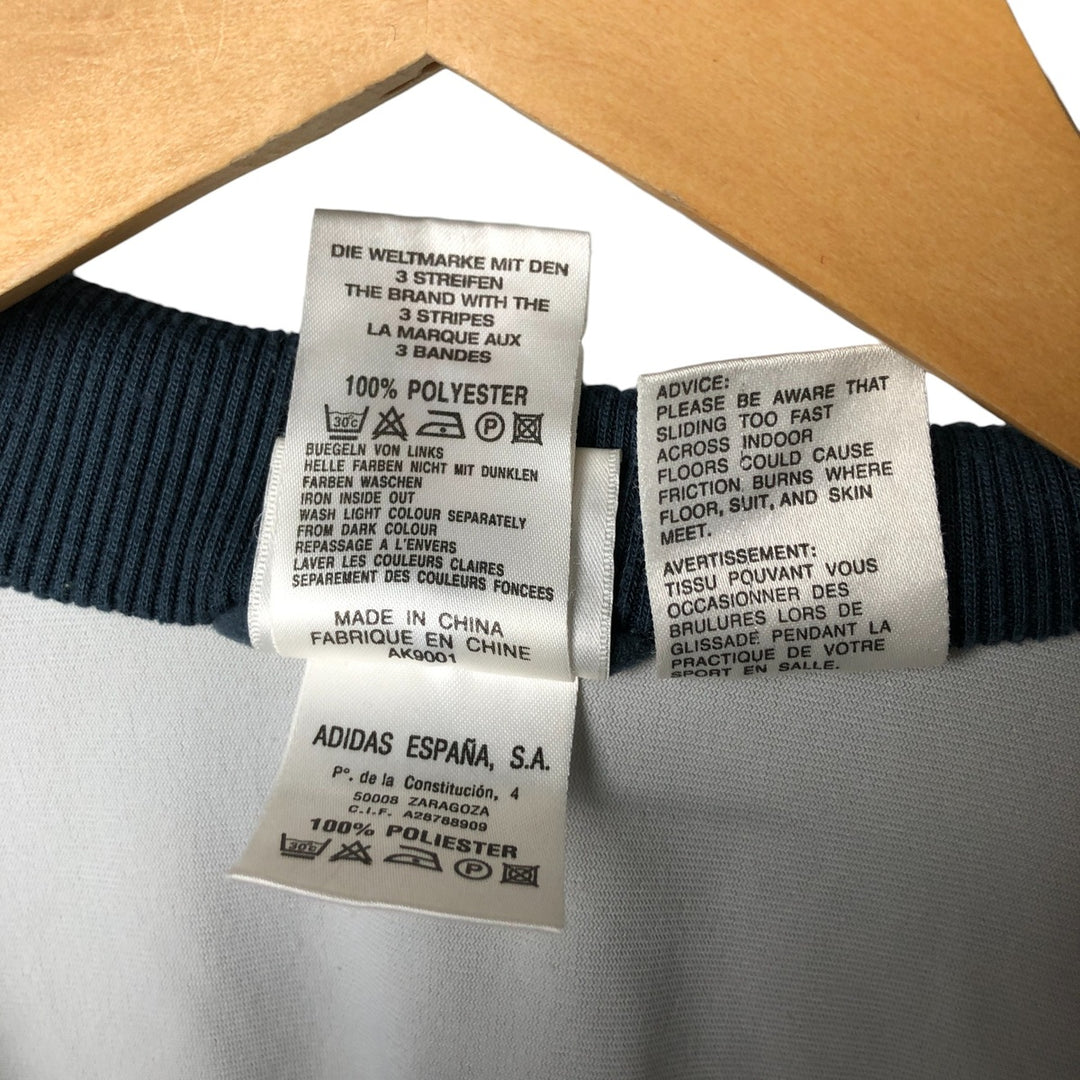 DIE WELTMARKE MIT DEN
3 STREIFEN
THE BRAND WITH THE
3 STRIPES
LA MARQUE AUX
3 BANDES
100% POLYESTER
30°C P
BUEGELN VON LINKS
HELLE FARBEN NICHT MIT DUNKLEN
FARBEN WASCHEN
IRON INSIDE OUT
WASH LIGHT COLOUR SEPARATELY
FROM DARK COLOUR
REPASSAGE A L'ENVERS
LAVER LES COULEURS CLAIRES
SEPAREMENT DES COULEURS FONCEES
MADE IN CHINA
FABRIQUE EN CHINE
AK9001
ADIDAS ESPAÑA, S.A.
Pº. de la Constitución, 4
50008 ZARAGOZA
C.I.F. A28788909
100% POLIESTER
30°C P
ADVICE:
PLEASE BE AWARE THAT
SLIDING TOO FAST
ACROSS INDOOR
FLOORS COULD CAUSE
FRICTION BURNS WHERE
FLOOR, SUIT, AND SKIN
MEET.
AVERTISSEMENT:
TISSU POUVANT VOUS
OCCASIONNER DES
BRULURES LORS DE
GLISSADE PENDANT LA
PRACTIQUE DE VOTRE
SPORT EN SALLE.